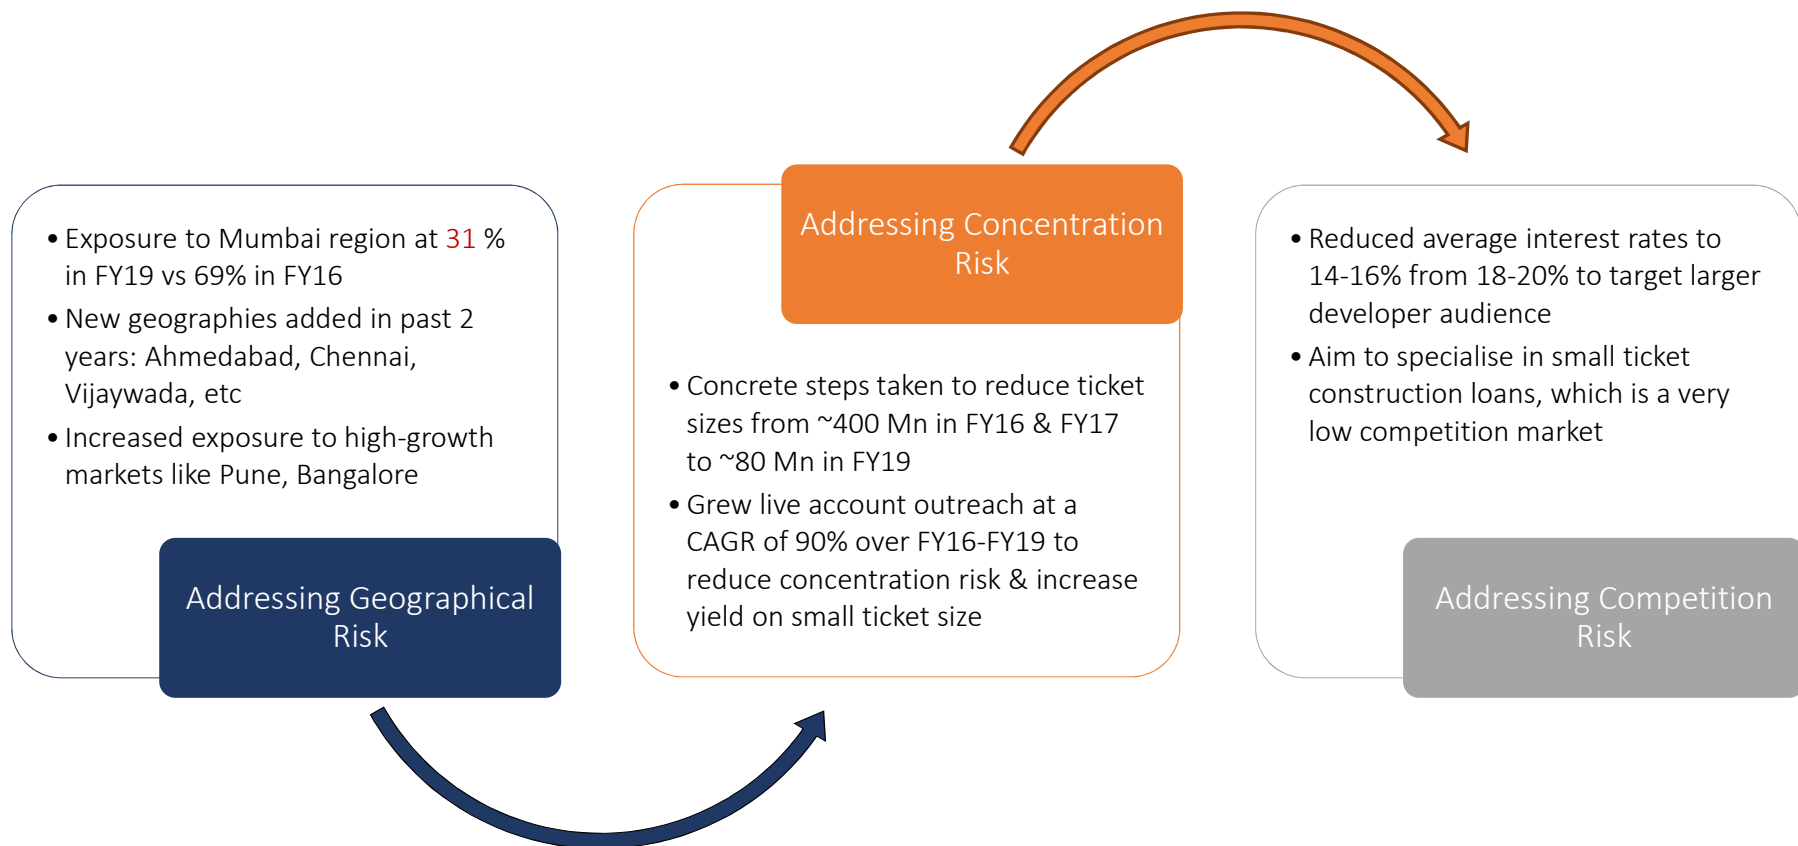 • Exposure to Mumbai region at 31 %
in FY19 vs 69% in FY16
• New geographies added in past 2
years: Ahmedabad, Chennai,
Vijaywada, etc
• Increased exposure to high-growth
markets like Pune, Bangalore
Addressing Geographical
Risk
Addressing Concentration
Risk
• Concrete steps taken to reduce ticket
sizes from ~400 Mn in FY16 & FY17
to ~80 Mn in FY19
• Grew live account outreach at a
CAGR of 90% over FY16-FY19 to
reduce concentration risk & increase
yield on small ticket size
• Reduced average interest rates to
14-16% from 18-20% to target larger
developer audience
• Aim to specialise in small ticket
construction loans, which is a very
low competition market
Addressing Competition
Risk